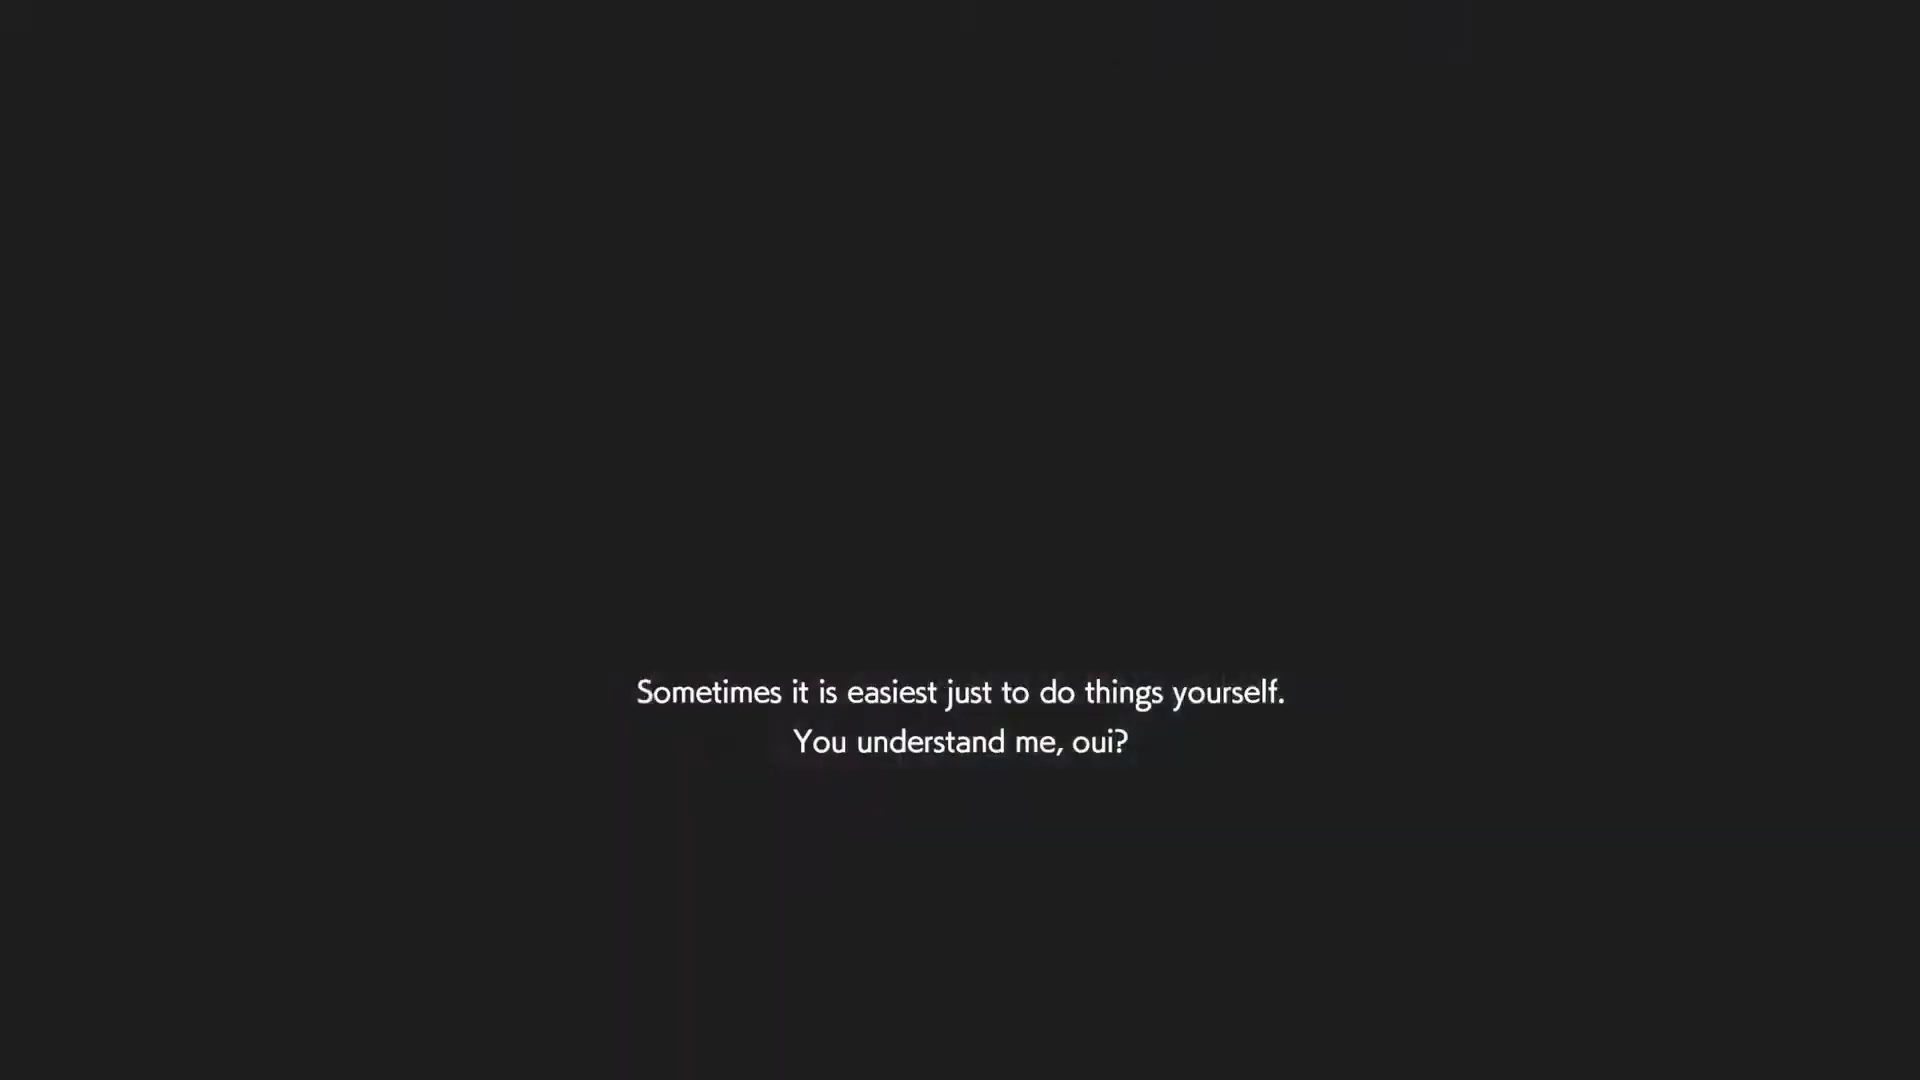 Sometimes it is easiest just to do things yourself.
You understand me, oui?